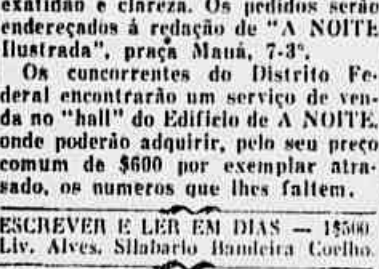 exatidão e clareza. Os pedidos serão
endereçados á redação de "A NOITE
Ilustrada", praça Mauá, 7-3º.
Os cuncorrentes do Distrito Fe-
deral encontrarão um serviço de ven-
da no "hall" do Edificio de A NOITE,
onde poderão adquirir, pelo seu preço
comum de $600 por exemplar atra-
sado, os numeros que lhes faltem.
ESCREVER E LER EM DIAS — 1$500
Liv. Alves. Silabario Bandeira Coelho.